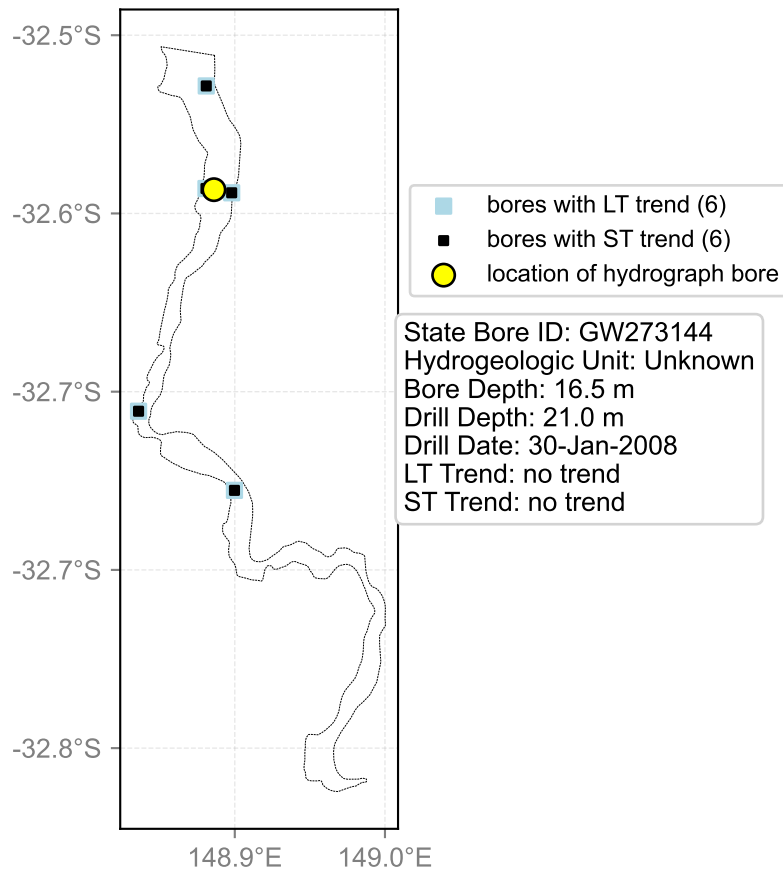 -32.5°S
-32.6°S
-32.7°S
-32.7°S
-32.8°S
148.9°E
149.0°E
bores with LT trend (6)
bores with ST trend (6)
location of hydrograph bore
State Bore ID: GW273144
Hydrogeologic Unit: Unknown
Bore Depth: 16.5 m
Drill Depth: 21.0 m
Drill Date: 30-Jan-2008
LT Trend: no trend
ST Trend: no trend